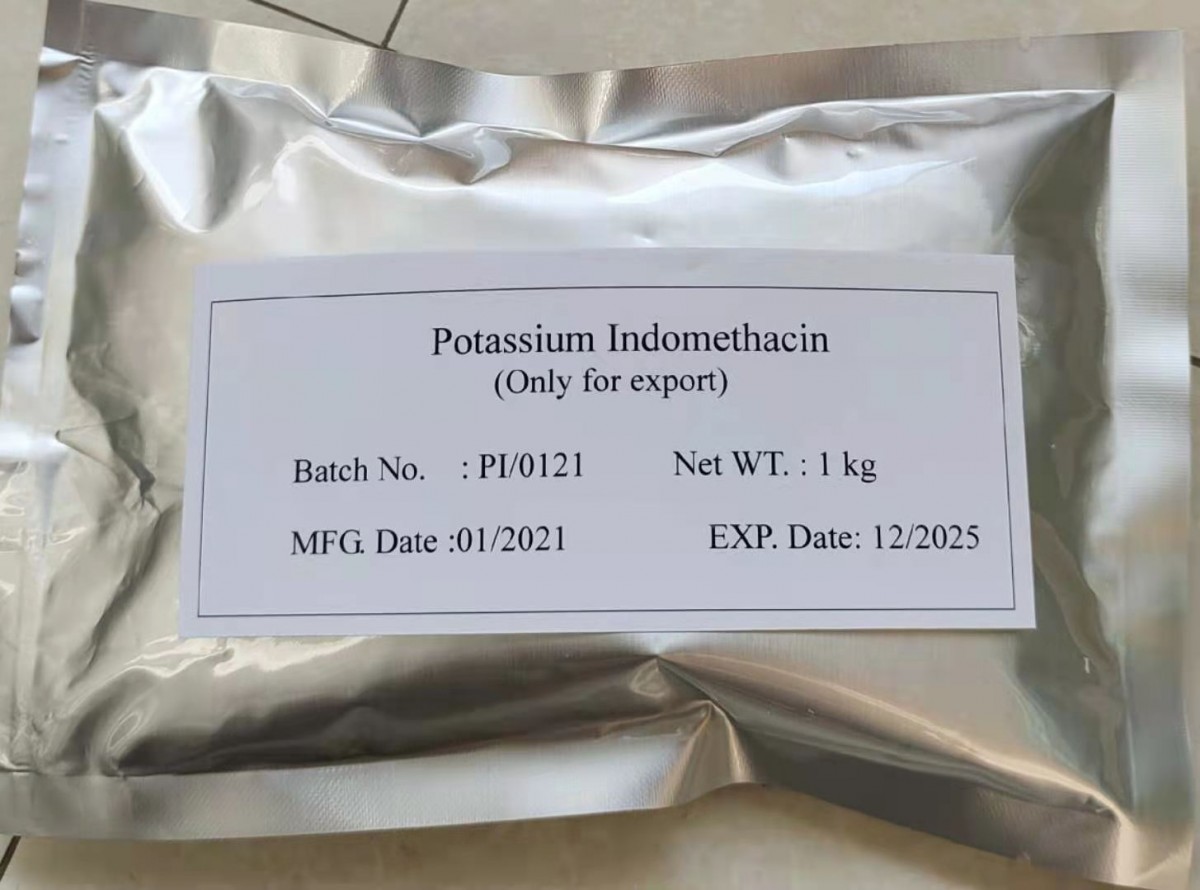 Potassium Indomethacin
(Only for export)
Batch No. : PI/0121 Net WT. : 1 kg
MFG. Date :01/2021 EXP. Date: 12/2025